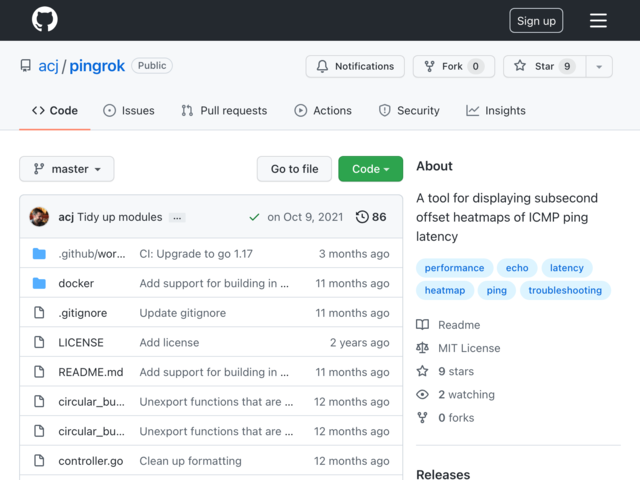 Sign up
acj / pingrok Public
Notifications
Fork 0
Star 9
Code
Issues
Pull requests
Actions
Security
Insights
master
Go to file
Code
About
A tool for displaying subsecond
offset heatmaps of ICMP ping
latency
performance echo latency
heatmap ping troubleshooting
Readme
MIT License
9 stars
2 watching
0 forks
Releases
acj Tidy up modules ... on Oct 9, 2021 86
.github/wor... CI: Upgrade to go 1.17 3 months ago
docker Add support for building in ... 11 months ago
.gitignore Update gitignore 11 months ago
LICENSE Add license 2 years ago
README.md Add support for building in ... 11 months ago
circular_bu... Unexport functions that are ... 12 months ago
circular_bu... Unexport functions that are ... 12 months ago
controller.go Clean up formatting 12 months ago